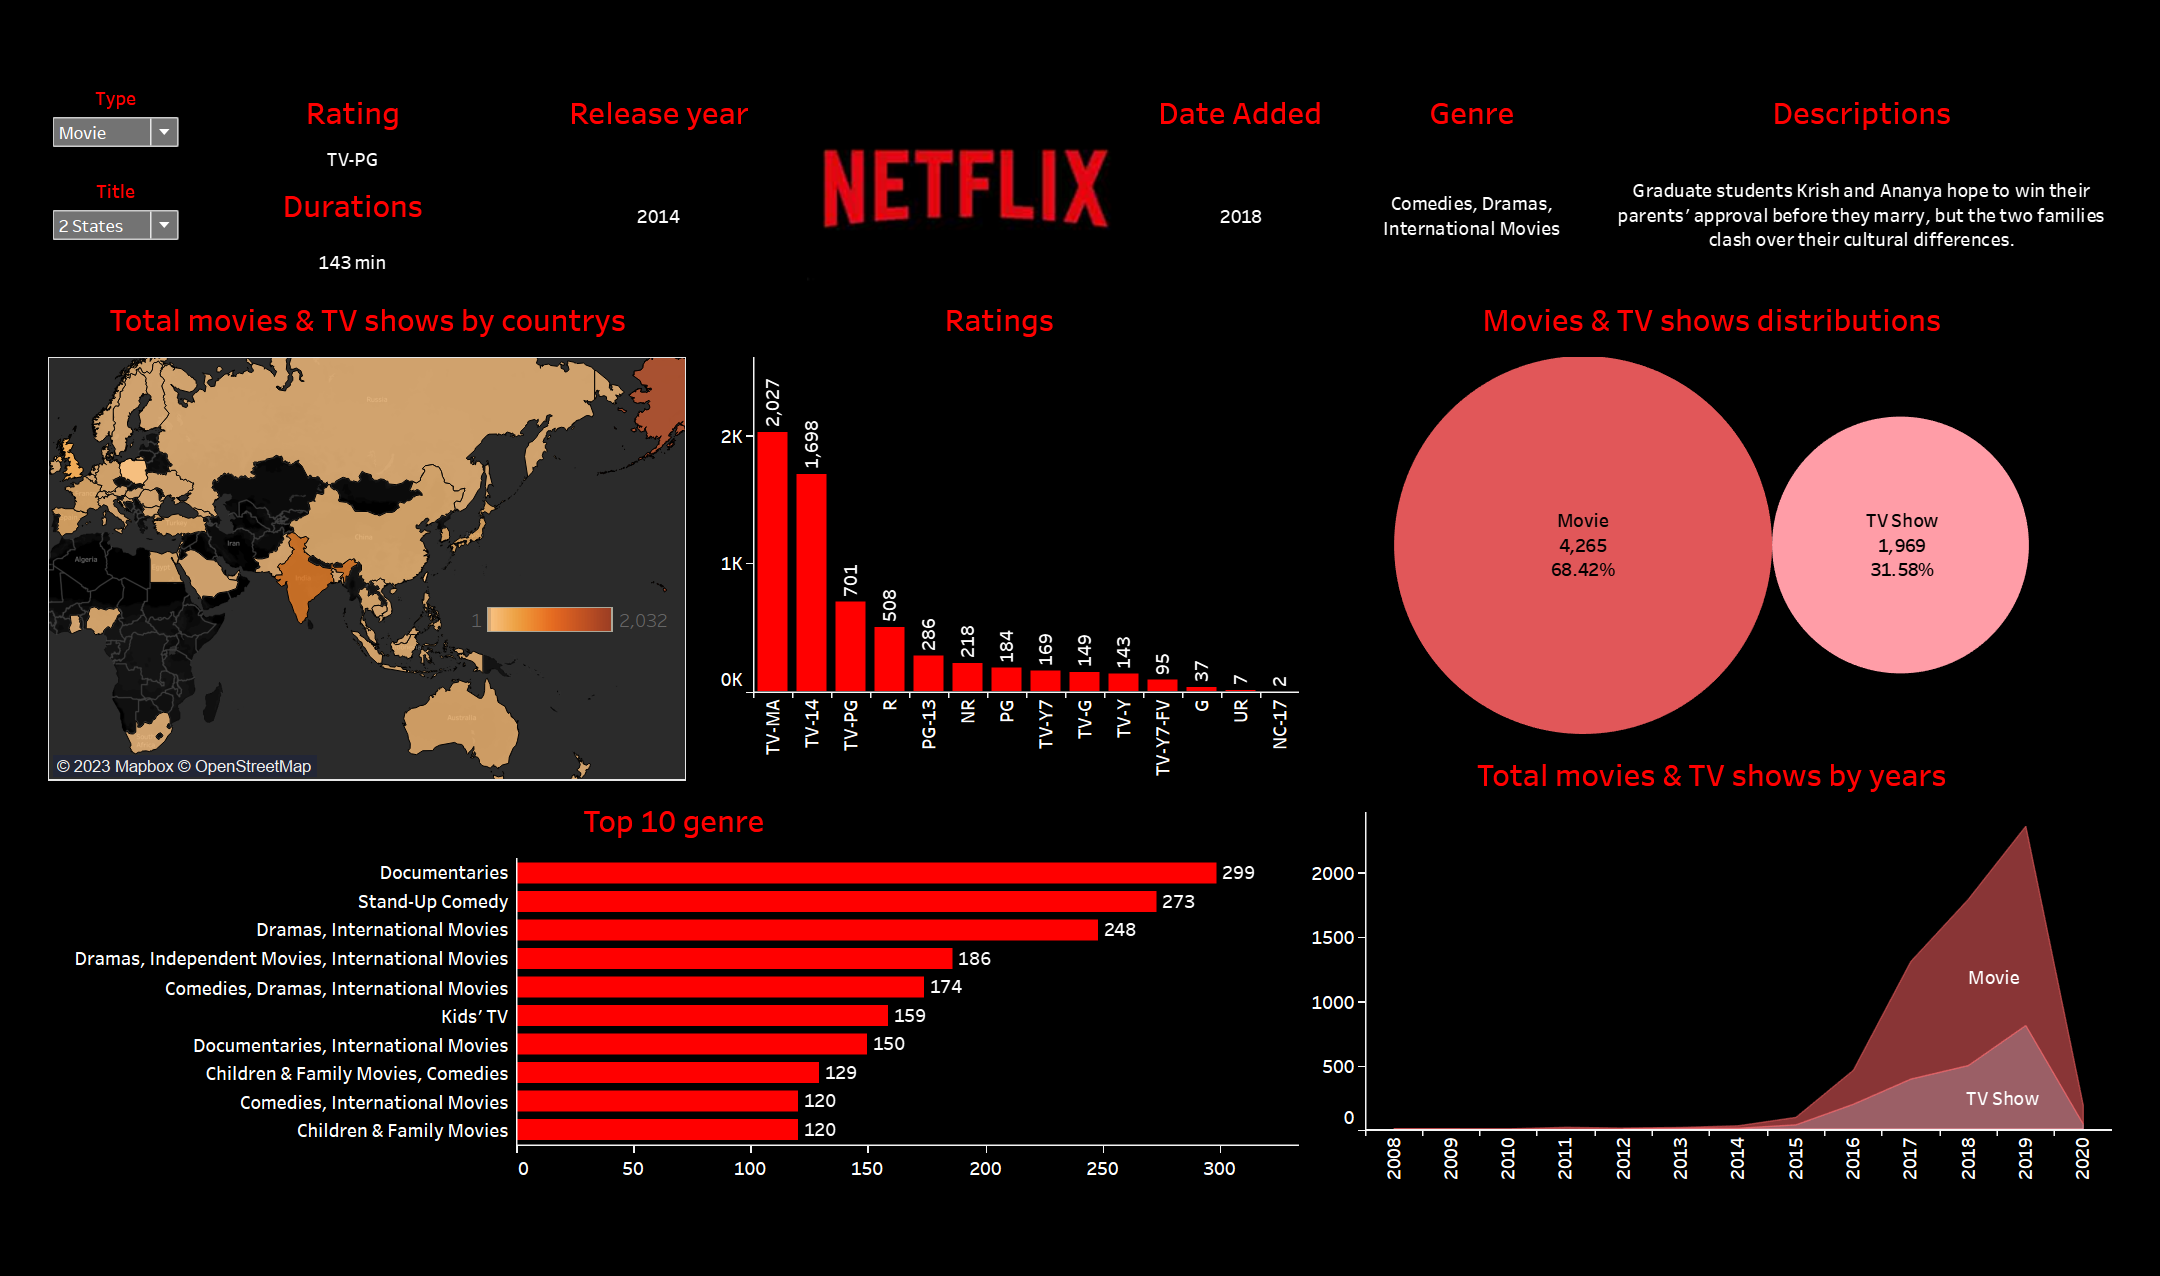 Type
Movie
Title
2 States
Rating
TV-PG
Durations
143 min
Release year
2014
NETFLIX
Date Added
2018
Genre
Comedies, Dramas,
International Movies
Descriptions
Graduate students Krish and Ananya hope to win their
parents’ approval before they marry, but the two families
clash over their cultural differences.
Total movies & TV shows by countrys
Russia
China
Iran
India
Algeria
Egypt
Turkey
Australia
1
2,032
© 2023 Mapbox © OpenStreetMap
Ratings
2K
1K
0K
2,027
1,698
701
508
286
218
184
169
149
143
95
37
7
2
TV-MA
TV-14
TV-PG
R
PG-13
NR
PG
TV-Y7
TV-G
TV-Y
TV-Y7-FV
G
UR
NC-17
Movies & TV shows distributions
Movie
4,265
68.42%
TV Show
1,969
31.58%
Top 10 genre
Documentaries 299
Stand-Up Comedy 273
Dramas, International Movies 248
Dramas, Independent Movies, International Movies 186
Comedies, Dramas, International Movies 174
Kids’ TV 159
Documentaries, International Movies 150
Children & Family Movies, Comedies 129
Comedies, International Movies 120
Children & Family Movies 120
0 50 100 150 200 250 300
Total movies & TV shows by years
2000
1500
1000
500
0
Movie
TV Show
2008
2009
2010
2011
2012
2013
2014
2015
2016
2017
2018
2019
2020